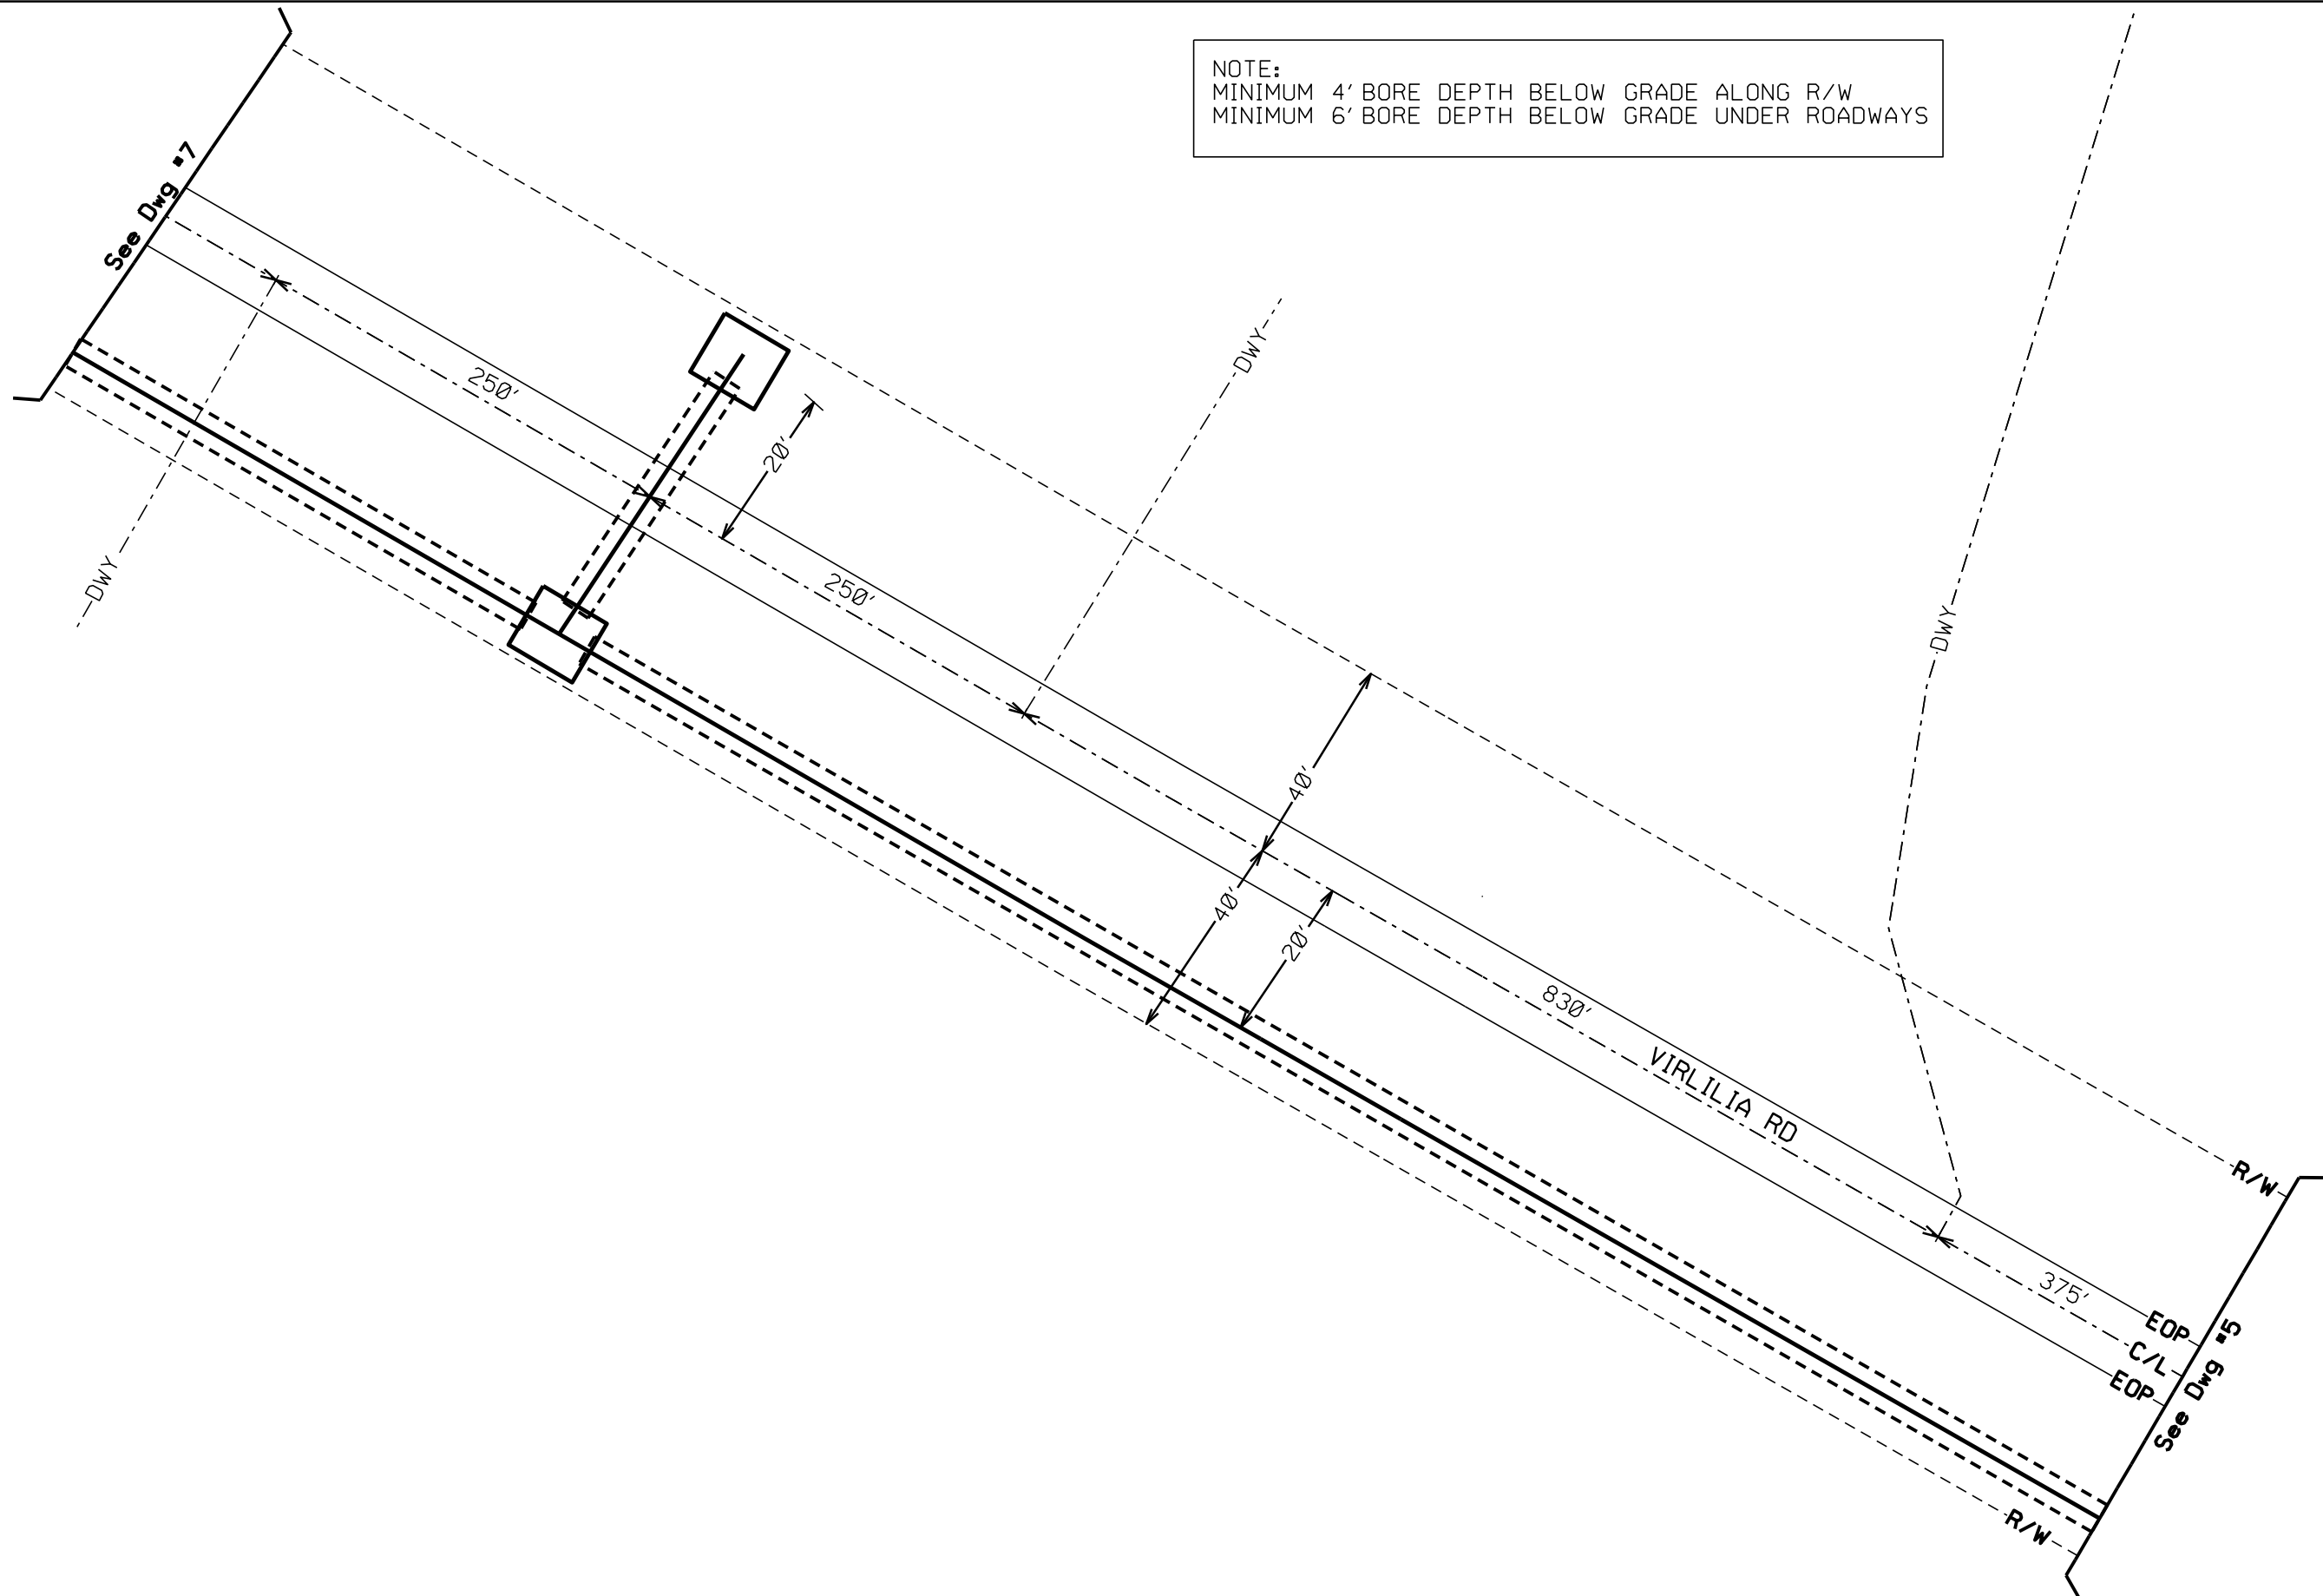 NOTE:
MINIMUM 4' BORE DEPTH BELOW GRADE ALONG R/W
MINIMUM 6' BORE DEPTH BELOW GRADE UNDER ROADWAYS
See Dwg #7
250'
DWY
20'
DWY
250'
DWY
40'
40'
20'
830'
VIRLILIA RD
R/W
375'
EOP
C/L
EOP
See Dwg #5
R/W